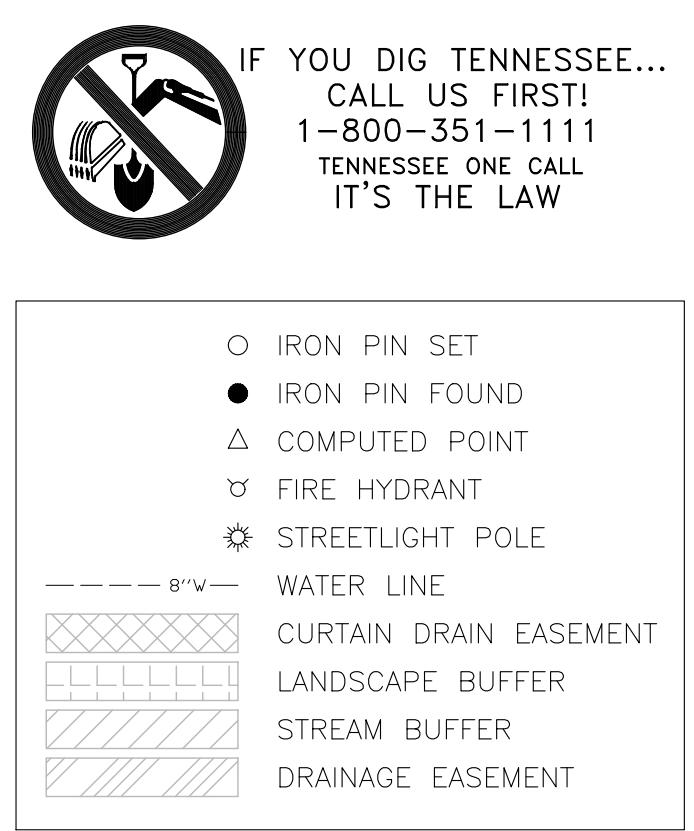 IF YOU DIG TENNESSEE...
CALL US FIRST!
1-800-351-1111
TENNESSEE ONE CALL
IT'S THE LAW
IRON PIN SET
IRON PIN FOUND
COMPUTED POINT
FIRE HYDRANT
STREETLIGHT POLE
8''W WATER LINE
CURTAIN DRAIN EASEMENT
LANDSCAPE BUFFER
STREAM BUFFER
DRAINAGE EASEMENT